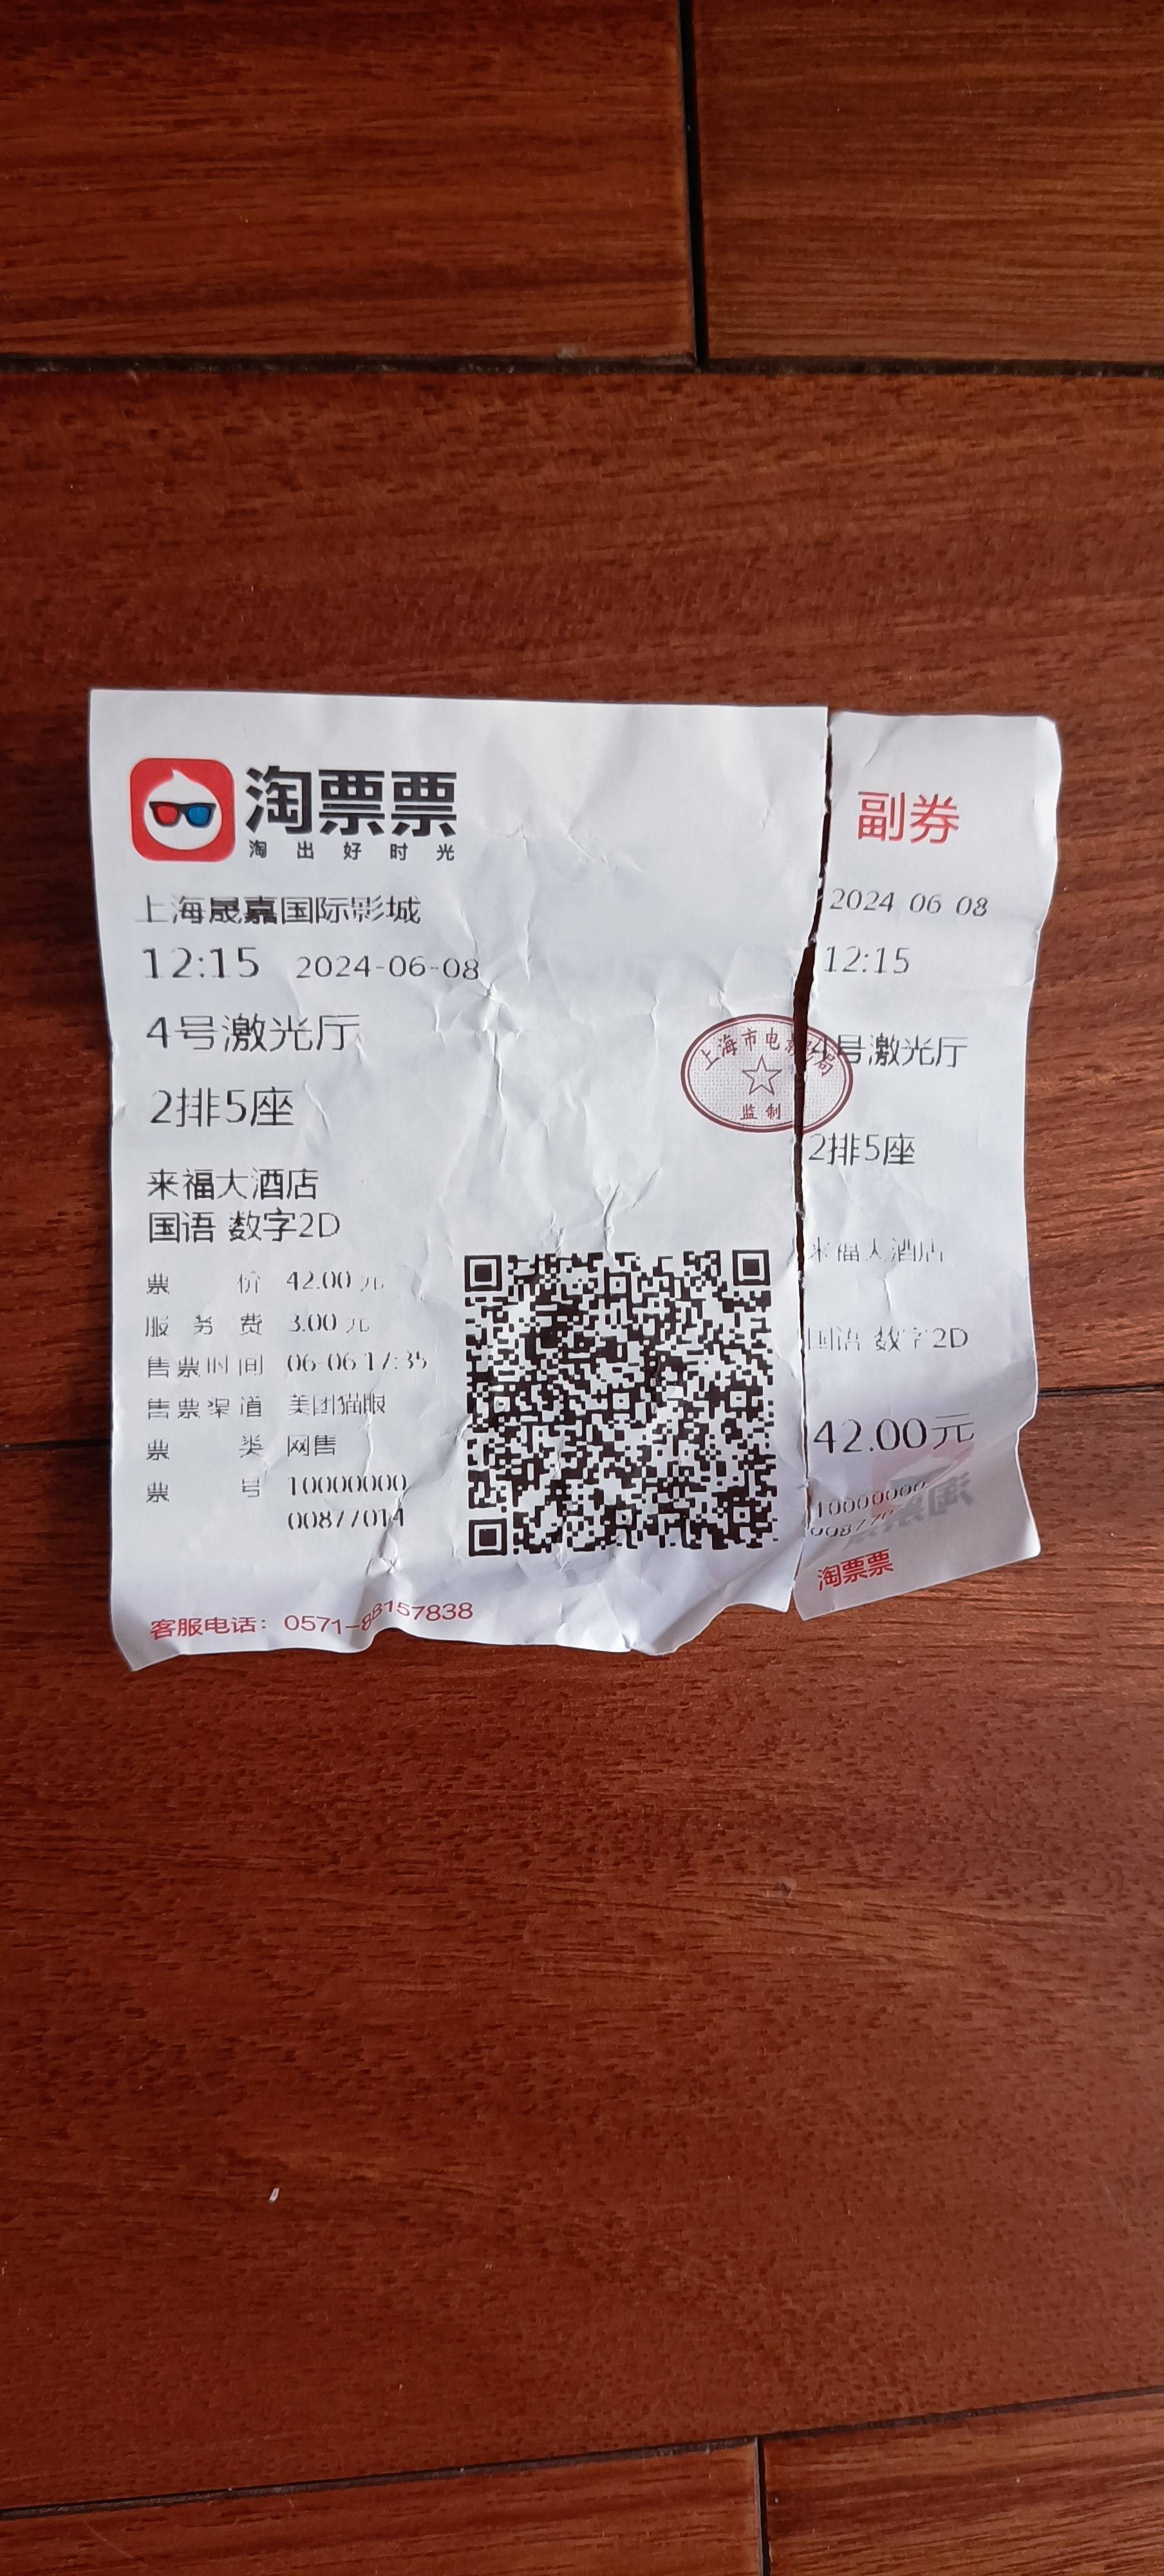 淘票票
淘出好时光
上海晟嘉国际影城
12:15 2024-06-08
4号激光厅
2排5座
来福大酒店
国语 数字2D
票价 42.00 元
服务费 3.00 元
售票时间 06-06 17:35
售票渠道 美团猫眼
票类 网售
票号 10000000
00877014
客服电话：0571-88157838
上海市电影局
监制
副券
2024 06 08
12:15
4号激光厅
2排5座
来福大酒店
国语 数字2D
42.00元
10000000
淘票票